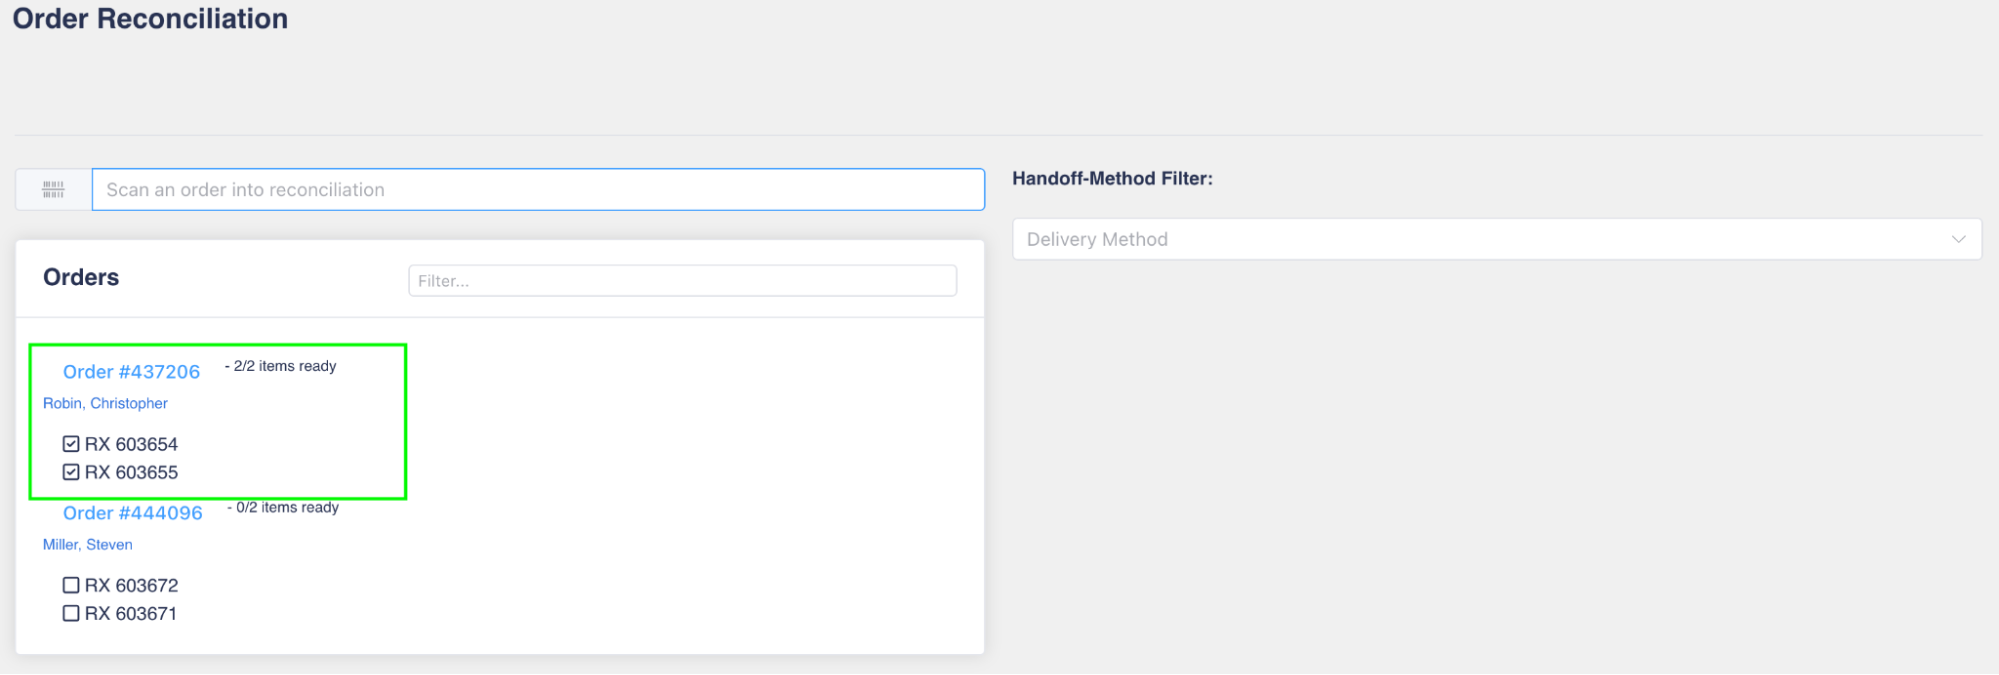 Order Reconciliation
Scan an order into reconciliation
Handoff-Method Filter:
Delivery Method
Orders
Filter...
Order #437206 - 2/2 items ready
Robin, Christopher
RX 603654
RX 603655
Order #444096 - 0/2 items ready
Miller, Steven
RX 603672
RX 603671